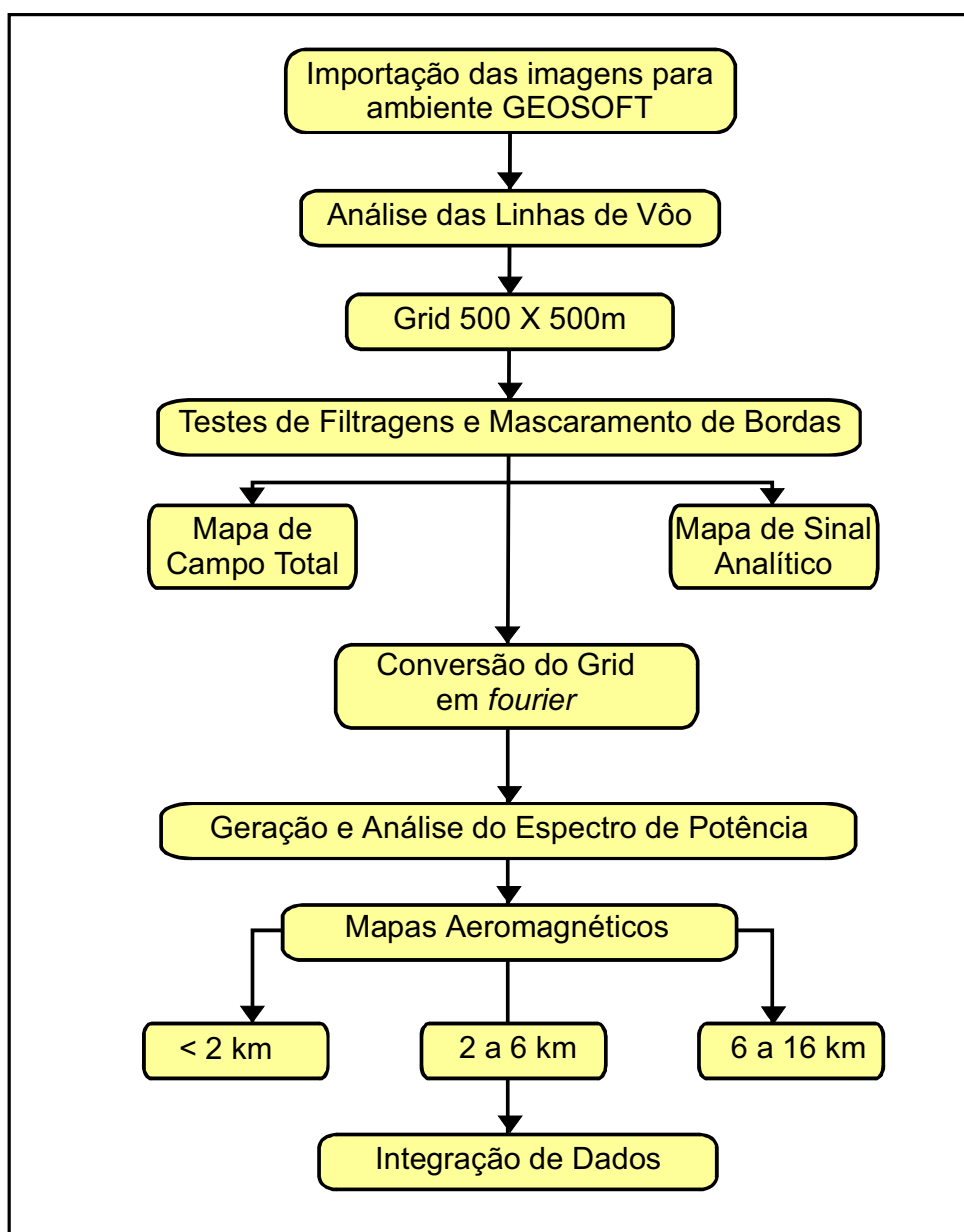 Importação das imagens para
ambiente GEOSOFT
Análise das Linhas de Vôo
Grid 500 X 500m
Testes de Filtragens e Mascaramento de Bordas
Mapa de
Campo Total
Mapa de Sinal
Analítico
Conversão do Grid
em fourier
Geração e Análise do Espectro de Potência
Mapas Aeromagnéticos
< 2 km
2 a 6 km
6 a 16 km
Integração de Dados